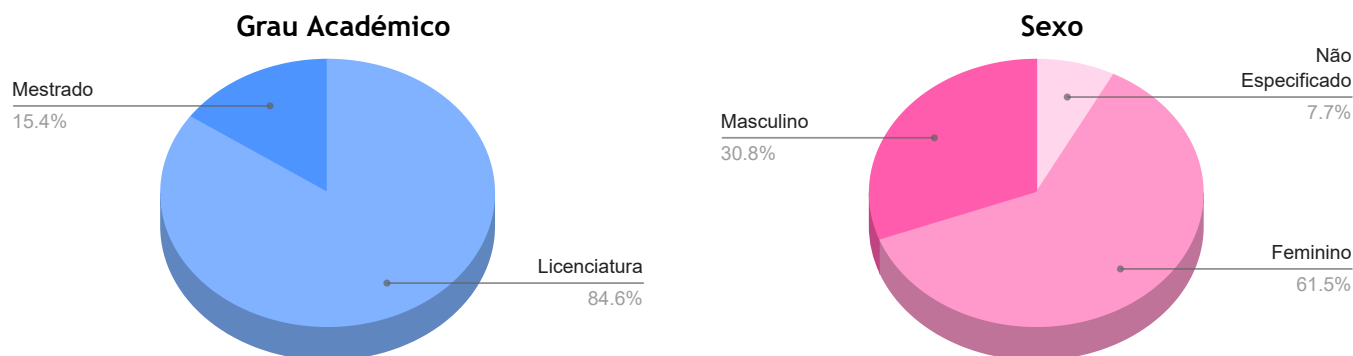 Grau Académico
Mestrado
15.4%
Licenciatura
84.6%
Sexo
Não
Especificado
7.7%
Masculino
30.8%
Feminino
61.5%